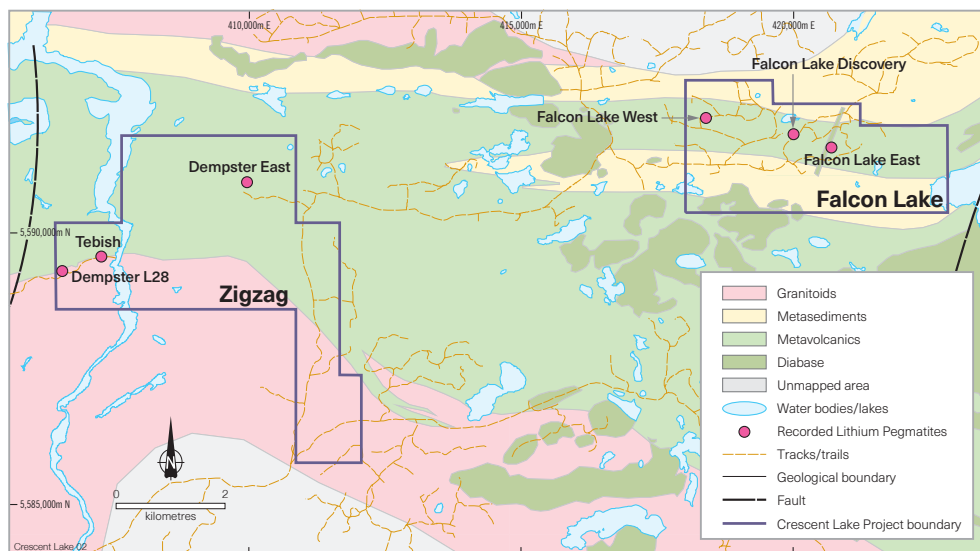 410,000m E
415,000m E
420,000m E
Falcon Lake Discovery
Falcon Lake West
Falcon Lake East
Dempster East
Falcon Lake
5,590,000m N
Tebish
Dempster L28
Zigzag
Granitoids
Metasediments
Metavolcanics
Diabase
Unmapped area
Water bodies/lakes
Recorded Lithium Pegmatites
Tracks/trails
Geological boundary
Fault
Crescent Lake Project boundary
0 2
kilometres
5,585,000m N
Crescent Lake 02